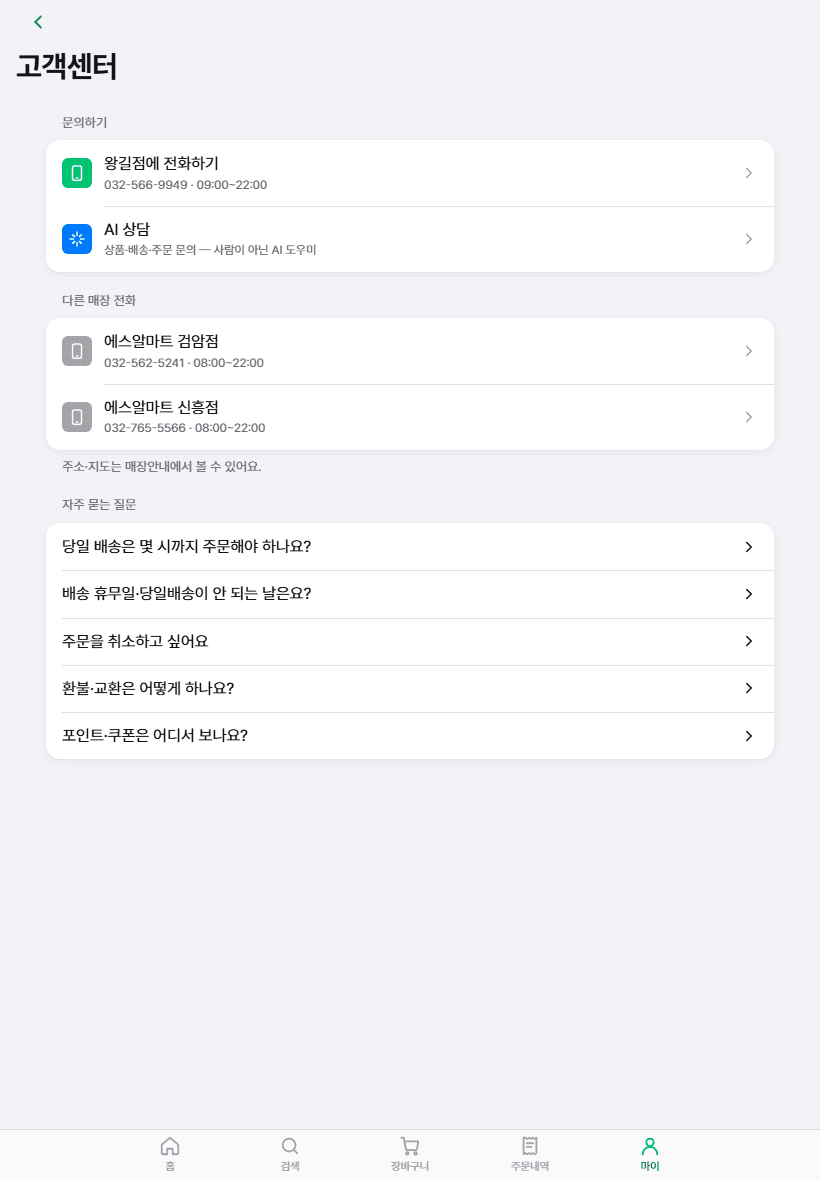 고객센터
문의하기
왕길점에 전화하기
032-566-9949 · 09:00~22:00
AI 상담
상품·배송·주문 문의 — 사람이 아닌 AI 도우미
다른 매장 전화
에스알마트 검암점
032-562-5241 · 08:00~22:00
에스알마트 신흥점
032-765-5566 · 08:00~22:00
주소·지도는 매장안내에서 볼 수 있어요.
자주 묻는 질문
당일 배송은 몇 시까지 주문해야 하나요?
배송 휴무일·당일배송이 안 되는 날은요?
주문을 취소하고 싶어요
환불·교환은 어떻게 하나요?
포인트·쿠폰은 어디서 보나요?
홈
검색
장바구니
주문내역
마이